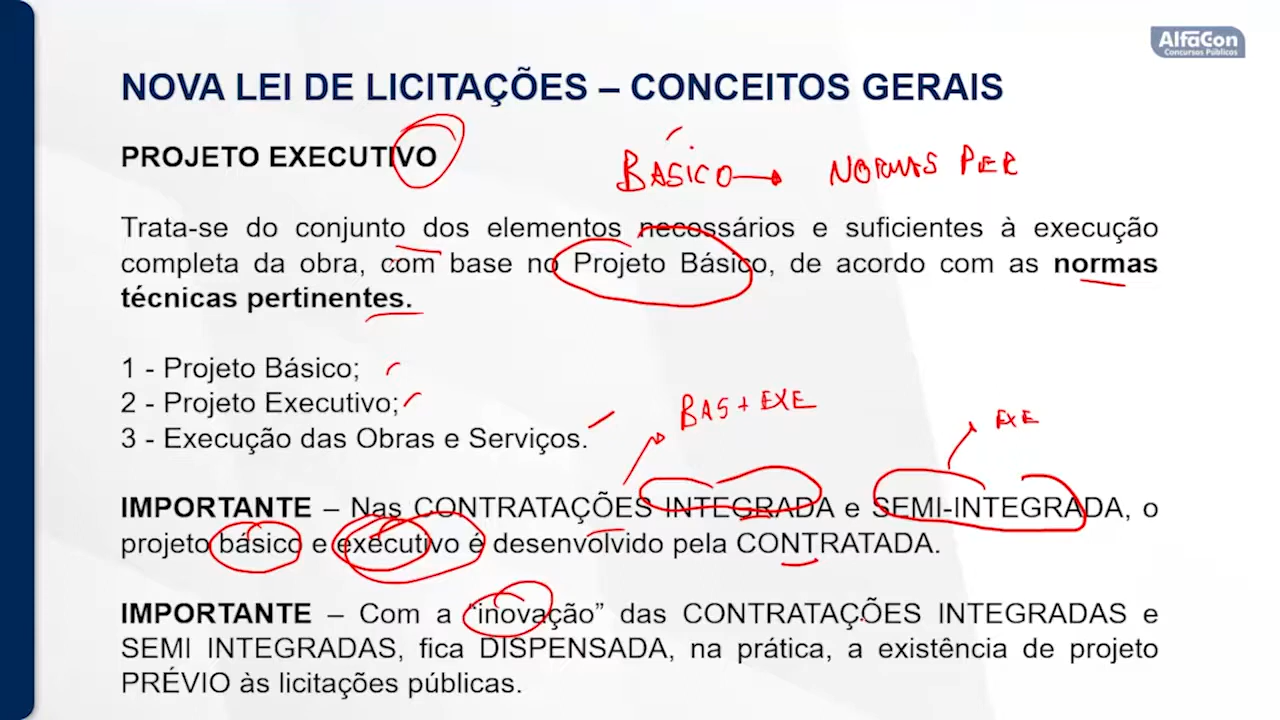 AlfaCon
Concursos Públicos
NOVA LEI DE LICITAÇÕES – CONCEITOS GERAIS
PROJETO EXECUTIVO
BÁSICO → NORMAS PER
Trata-se do conjunto dos elementos necessários e suficientes à execução
completa da obra, com base no Projeto Básico, de acordo com as normas
técnicas pertinentes.
1 - Projeto Básico;
2 - Projeto Executivo;
3 - Execução das Obras e Serviços.
BAS + EXE
EXE
IMPORTANTE – Nas CONTRATAÇÕES INTEGRADA e SEMI-INTEGRADA, o
projeto básico e executivo é desenvolvido pela CONTRATADA.
IMPORTANTE – Com a “inovação” das CONTRATAÇÕES INTEGRADAS e
SEMI INTEGRADAS, fica DISPENSADA, na prática, a existência de projeto
PRÉVIO às licitações públicas.